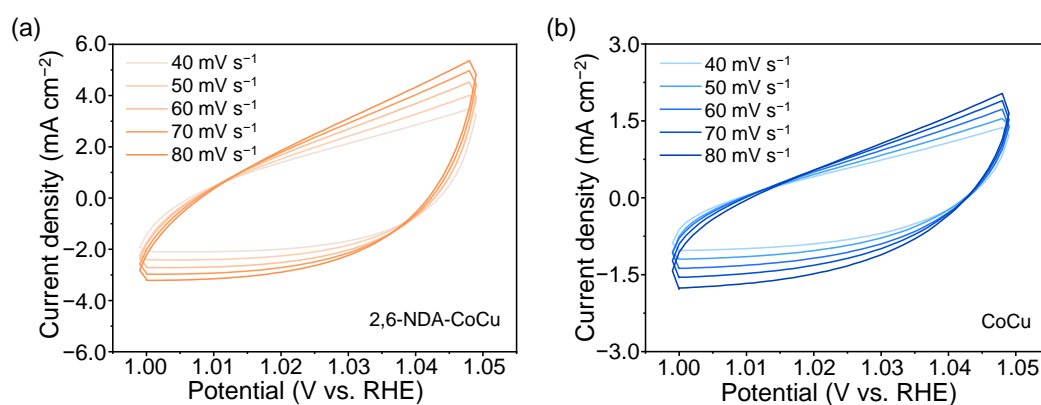 (a)
6.0
4.0
2.0
0.0
−2.0
−4.0
−6.0
Current density (mA cm⁻²)
40 mV s⁻¹
50 mV s⁻¹
60 mV s⁻¹
70 mV s⁻¹
80 mV s⁻¹
2,6-NDA-CoCu
1.00 1.01 1.02 1.03 1.04 1.05
Potential (V vs. RHE)
(b)
3.0
1.5
0.0
−1.5
−3.0
Current density (mA cm⁻²)
40 mV s⁻¹
50 mV s⁻¹
60 mV s⁻¹
70 mV s⁻¹
80 mV s⁻¹
CoCu
1.00 1.01 1.02 1.03 1.04 1.05
Potential (V vs. RHE)